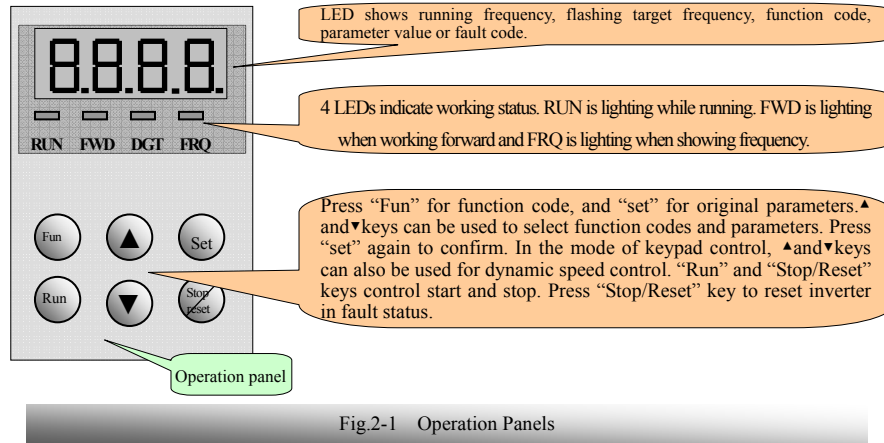 LED shows running frequency, flashing target frequency, function code,
parameter value or fault code.
8.8.8.8.
4 LEDs indicate working status. RUN is lighting while running. FWD is lighting
when working forward and FRQ is lighting when showing frequency.
RUN FWD DGT FRQ
Press “Fun” for function code, and “set” for original parameters.▲
and▼keys can be used to select function codes and parameters. Press
“set” again to confirm. In the mode of keypad control, ▲and▼keys
can also be used for dynamic speed control. “Run” and “Stop/Reset”
keys control start and stop. Press “Stop/Reset” key to reset inverter
in fault status.
Fun ▲ Set
Run ▼ Stop
reset
Operation panel
Fig.2-1 Operation Panels